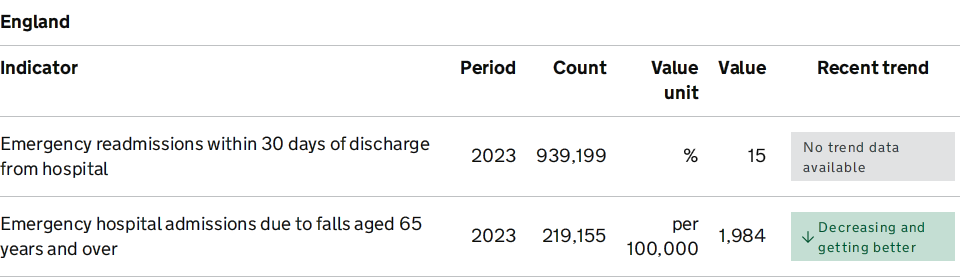 England
Indicator Period Count Value unit Value Recent trend
Emergency readmissions within 30 days of discharge from hospital 2023 939,199 % 15 No trend data available
Emergency hospital admissions due to falls aged 65 years and over 2023 219,155 per 100,000 1,984 ↓ Decreasing and getting better